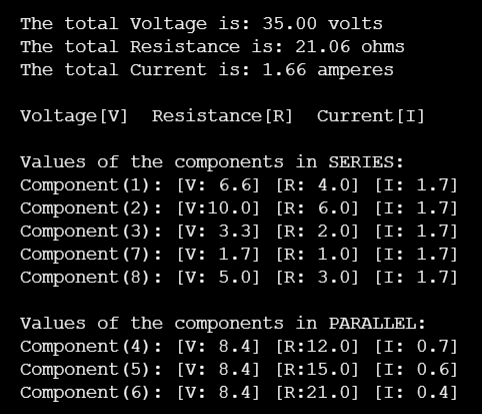 The total Voltage is: 35.00 volts
The total Resistance is: 21.06 ohms
The total Current is: 1.66 amperes
Voltage[V]  Resistance[R]  Current[I]
Values of the components in SERIES:
Component(1): [V: 6.6] [R: 4.0] [I: 1.7]
Component(2): [V:10.0] [R: 6.0] [I: 1.7]
Component(3): [V: 3.3] [R: 2.0] [I: 1.7]
Component(7): [V: 1.7] [R: 1.0] [I: 1.7]
Component(8): [V: 5.0] [R: 3.0] [I: 1.7]
Values of the components in PARALLEL:
Component(4): [V: 8.4] [R:12.0] [I: 0.7]
Component(5): [V: 8.4] [R:15.0] [I: 0.6]
Component(6): [V: 8.4] [R:21.0] [I: 0.4]